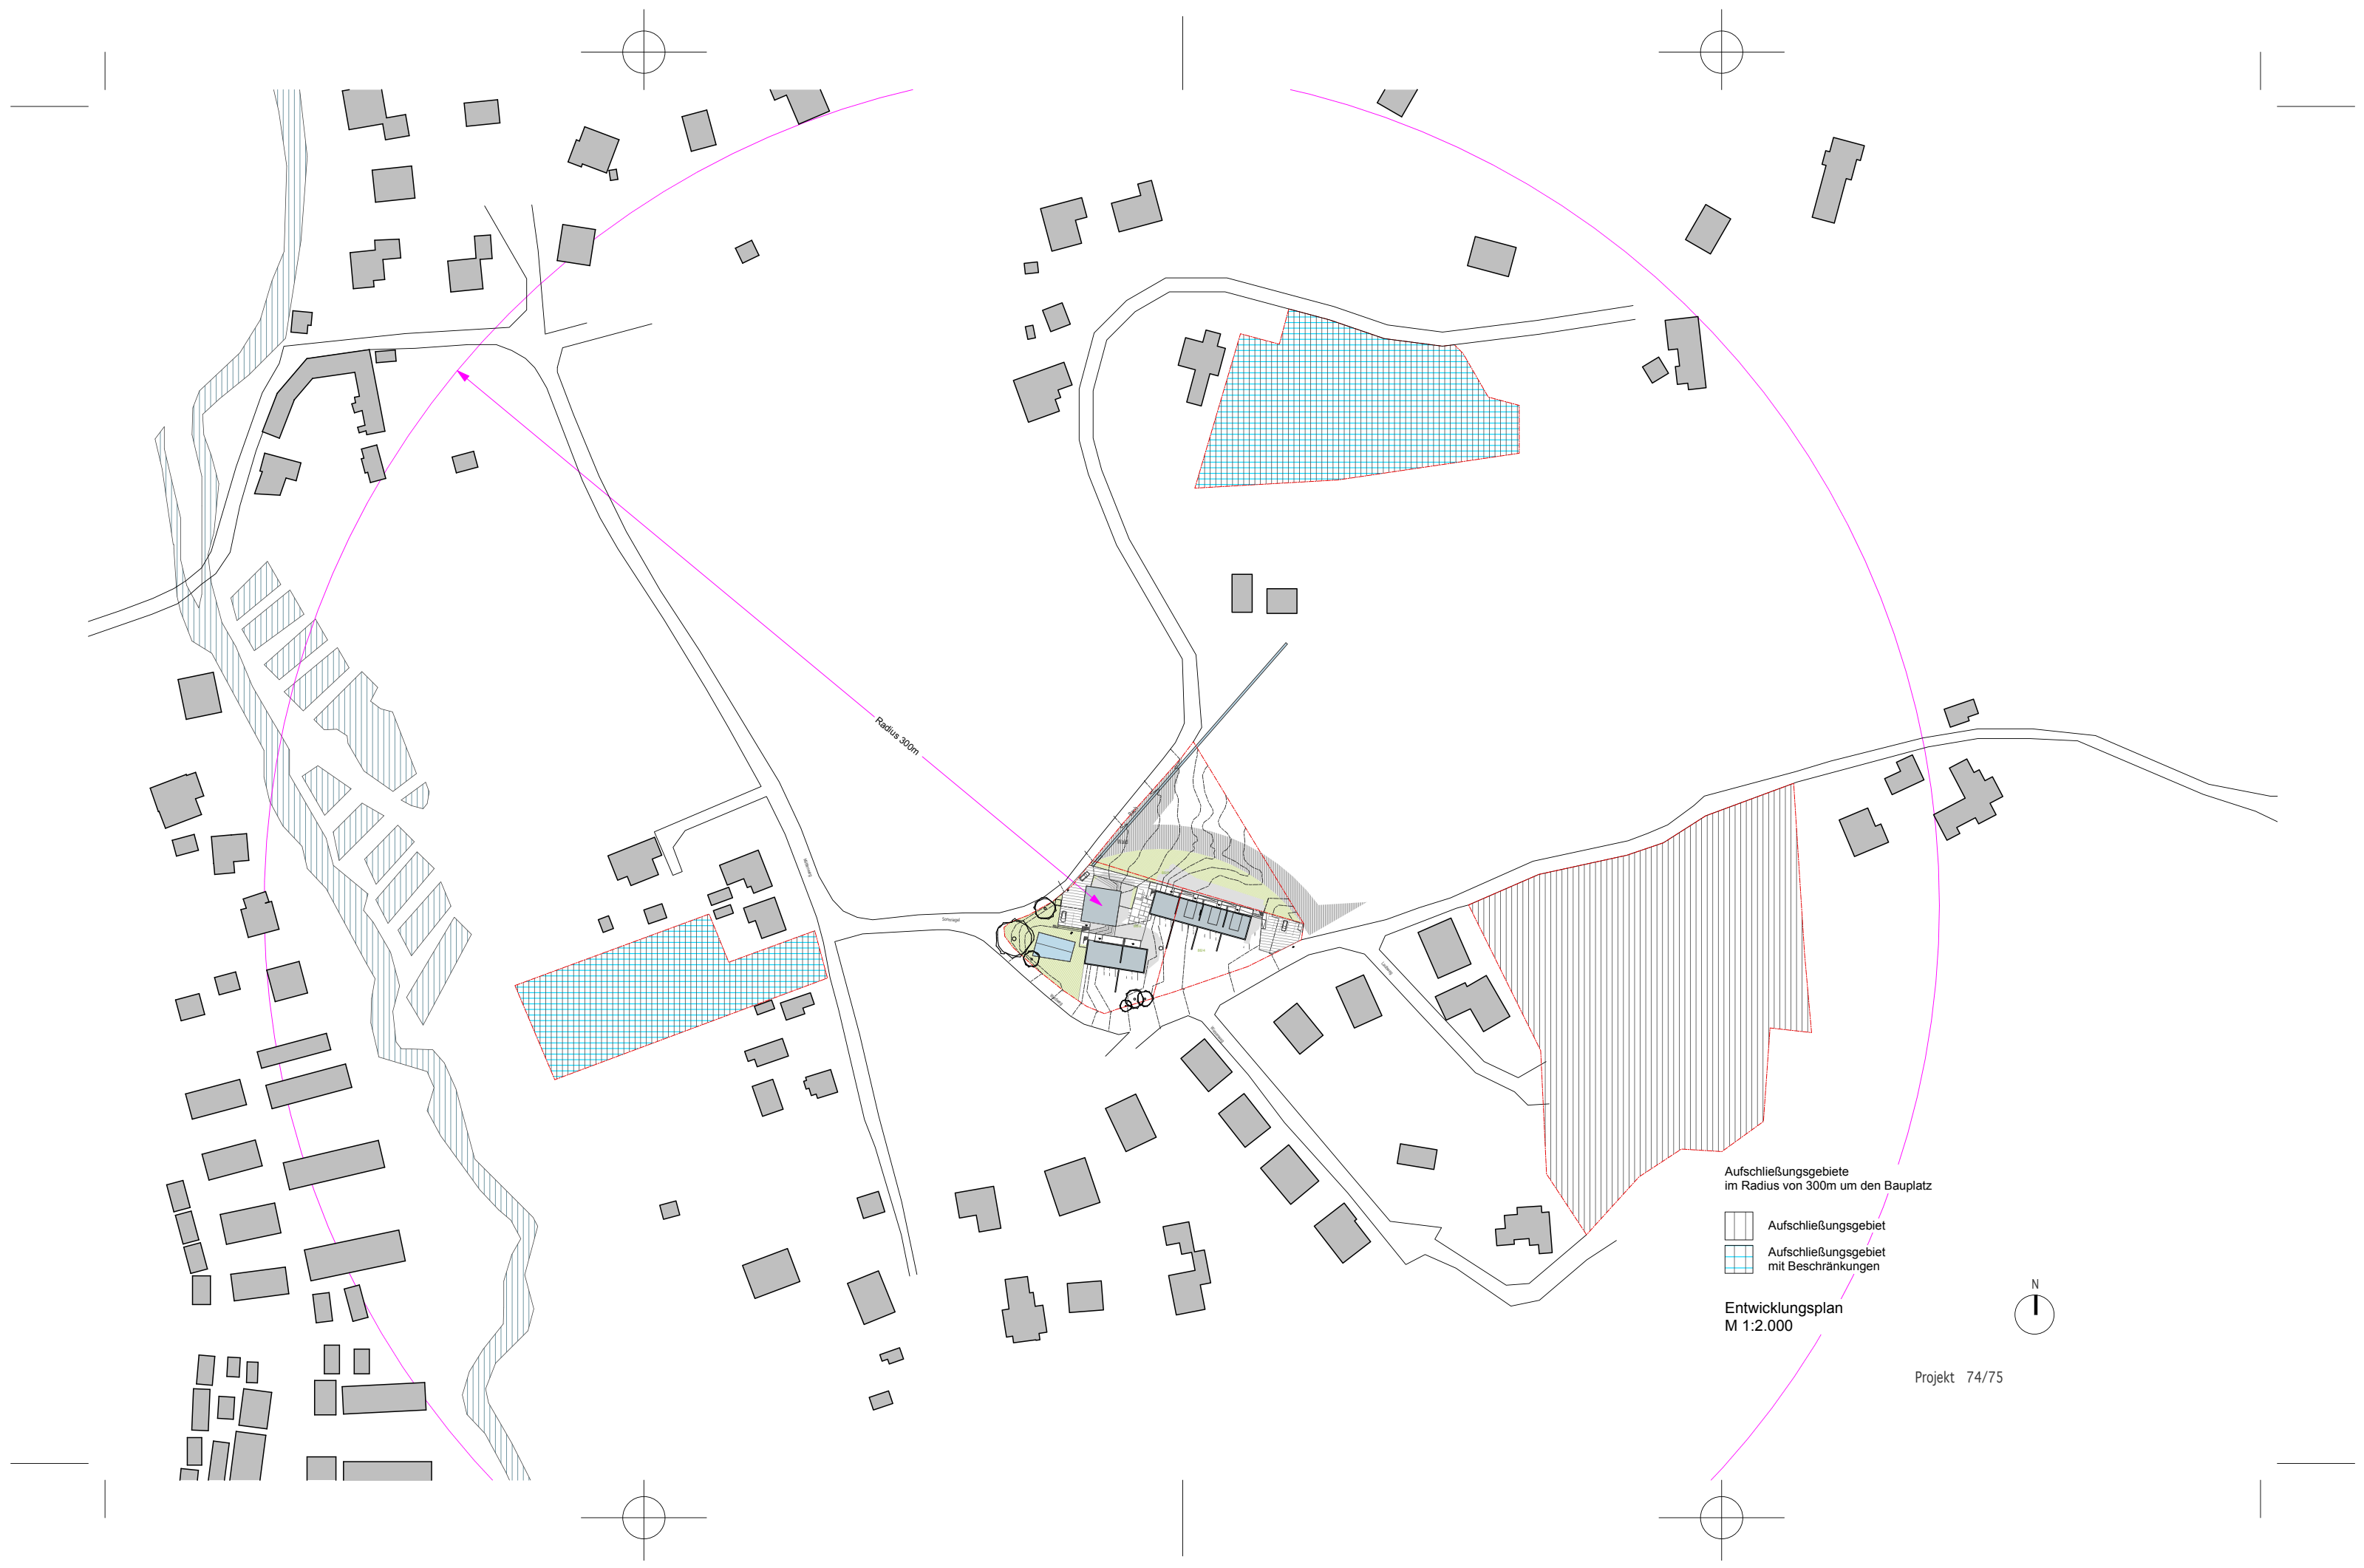 Radius 300m
Aufschließungsgebiete
im Radius von 300m um den Bauplatz
Aufschließungsgebiet
Aufschließungsgebiet
mit Beschränkungen
Entwicklungsplan
M 1:2.000
N
Projekt 74/75